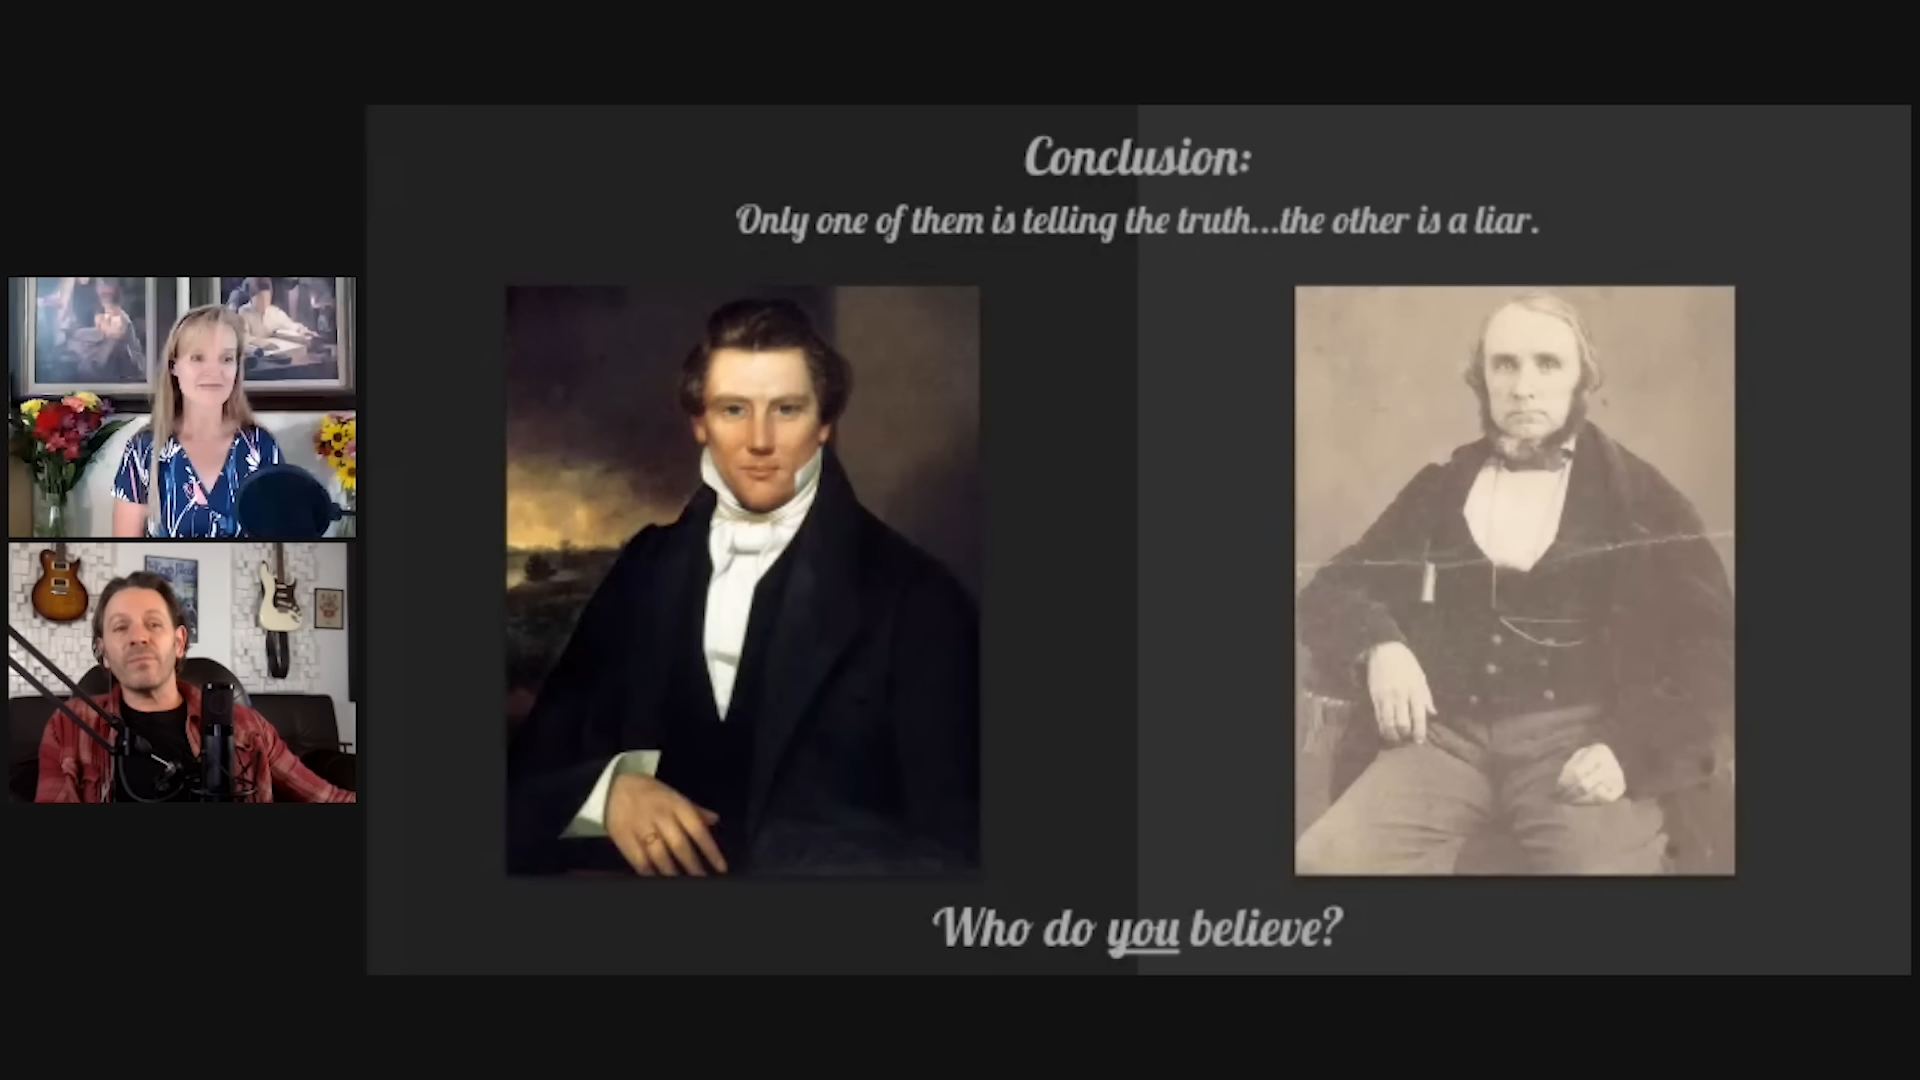 Conclusion:
Only one of them is telling the truth...the other is a liar.
Who do you believe?